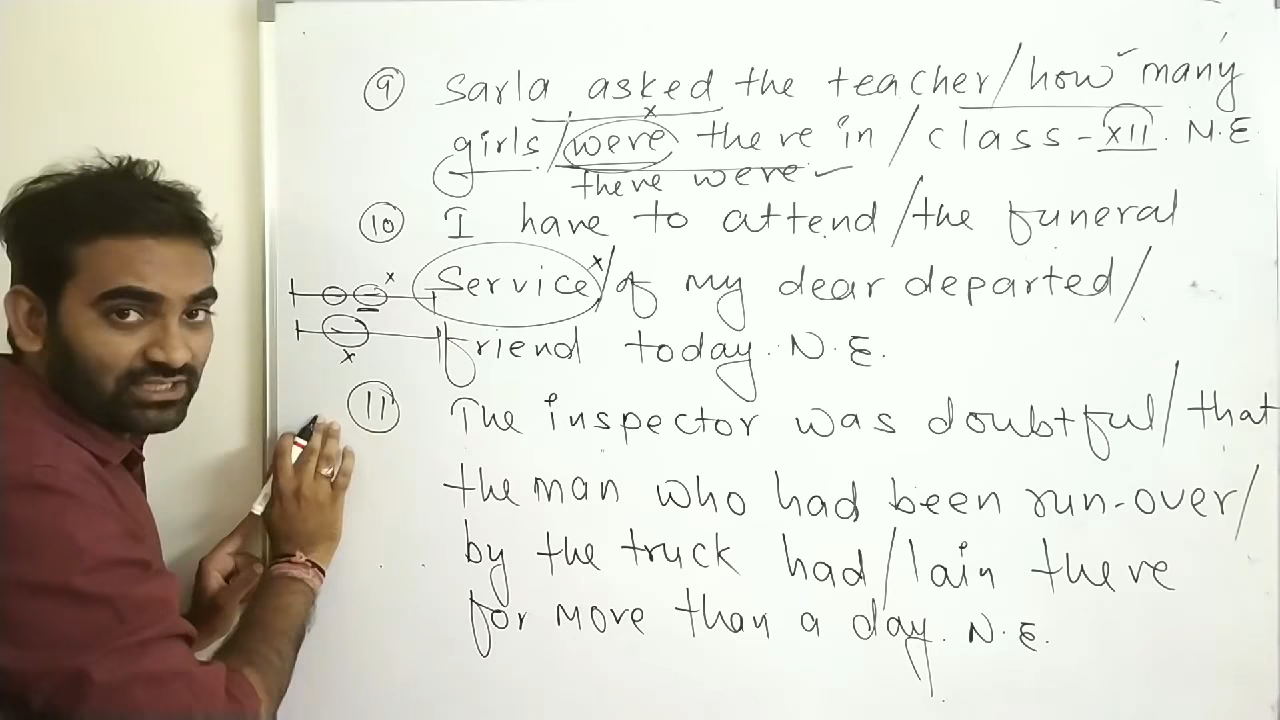 9 Sarla asked the teacher/how many
girls/were there in/class-XII. N.E
there were
10 I have to attend/the funeral
Service/of my dear departed/
friend today. N.E.
11 The inspector was doubtful/that
the man who had been run-over/
by the truck had/lain there
for more than a day. N.E.